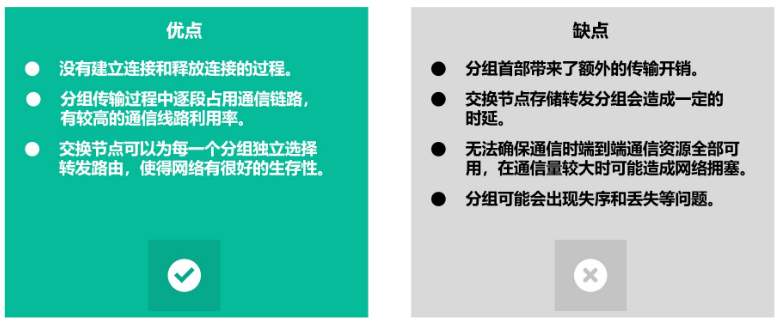 优点
没有建立连接和释放连接的过程。
分组传输过程中逐段占用通信链路，
有较高的通信线路利用率。
交换节点可以为每一个分组独立选择
转发路由，使得网络有很好的生存性。
缺点
分组首部带来了额外的传输开销。
交换节点存储转发分组会造成一定的
时延。
无法确保通信时端到端通信资源全部可
用，在通信量较大时可能造成网络拥塞。
分组可能会出现失序和丢失等问题。